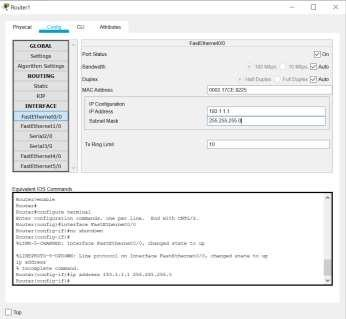 Router1
Physical Config CLI Attributes
GLOBAL
Settings
Algorithm Settings
ROUTING
Static
RIP
INTERFACE
FastEthernet0/0
FastEthernet1/0
Serial2/0
Serial3/0
FastEthernet4/0
FastEthernet5/0
FastEthernet0/0
Port Status On
Bandwidth 100 Mbps 10 Mbps Auto
Duplex Half Duplex Full Duplex Auto
MAC Address 0002.17CE.8225
IP Configuration
IP Address 192.1.1.1
Subnet Mask 255.255.255.0
Tx Ring Limit 10
Equivalent IOS Commands
Router>enable
Router#
Router#configure terminal
Enter configuration commands, one per line. End with CNTL/Z.
Router(config)#interface FastEthernet0/0
Router(config-if)#no shutdown
Router(config-if)#
%LINK-5-CHANGED: Interface FastEthernet0/0, changed state to up
%LINEPROTO-5-UPDOWN: Line protocol on Interface FastEthernet0/0, changed state to up
ip address
% Incomplete command.
Router(config-if)#ip address 192.1.1.1 255.255.255.0
Router(config-if)#
Top